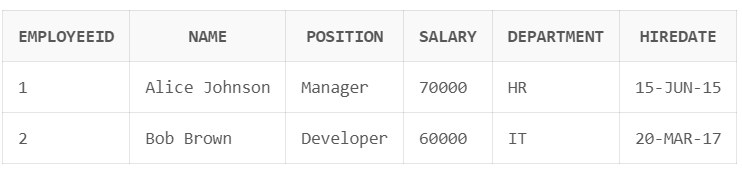 EMPLOYEEID NAME POSITION SALARY DEPARTMENT HIREDATE
1 Alice Johnson Manager 70000 HR 15-JUN-15
2 Bob Brown Developer 60000 IT 20-MAR-17